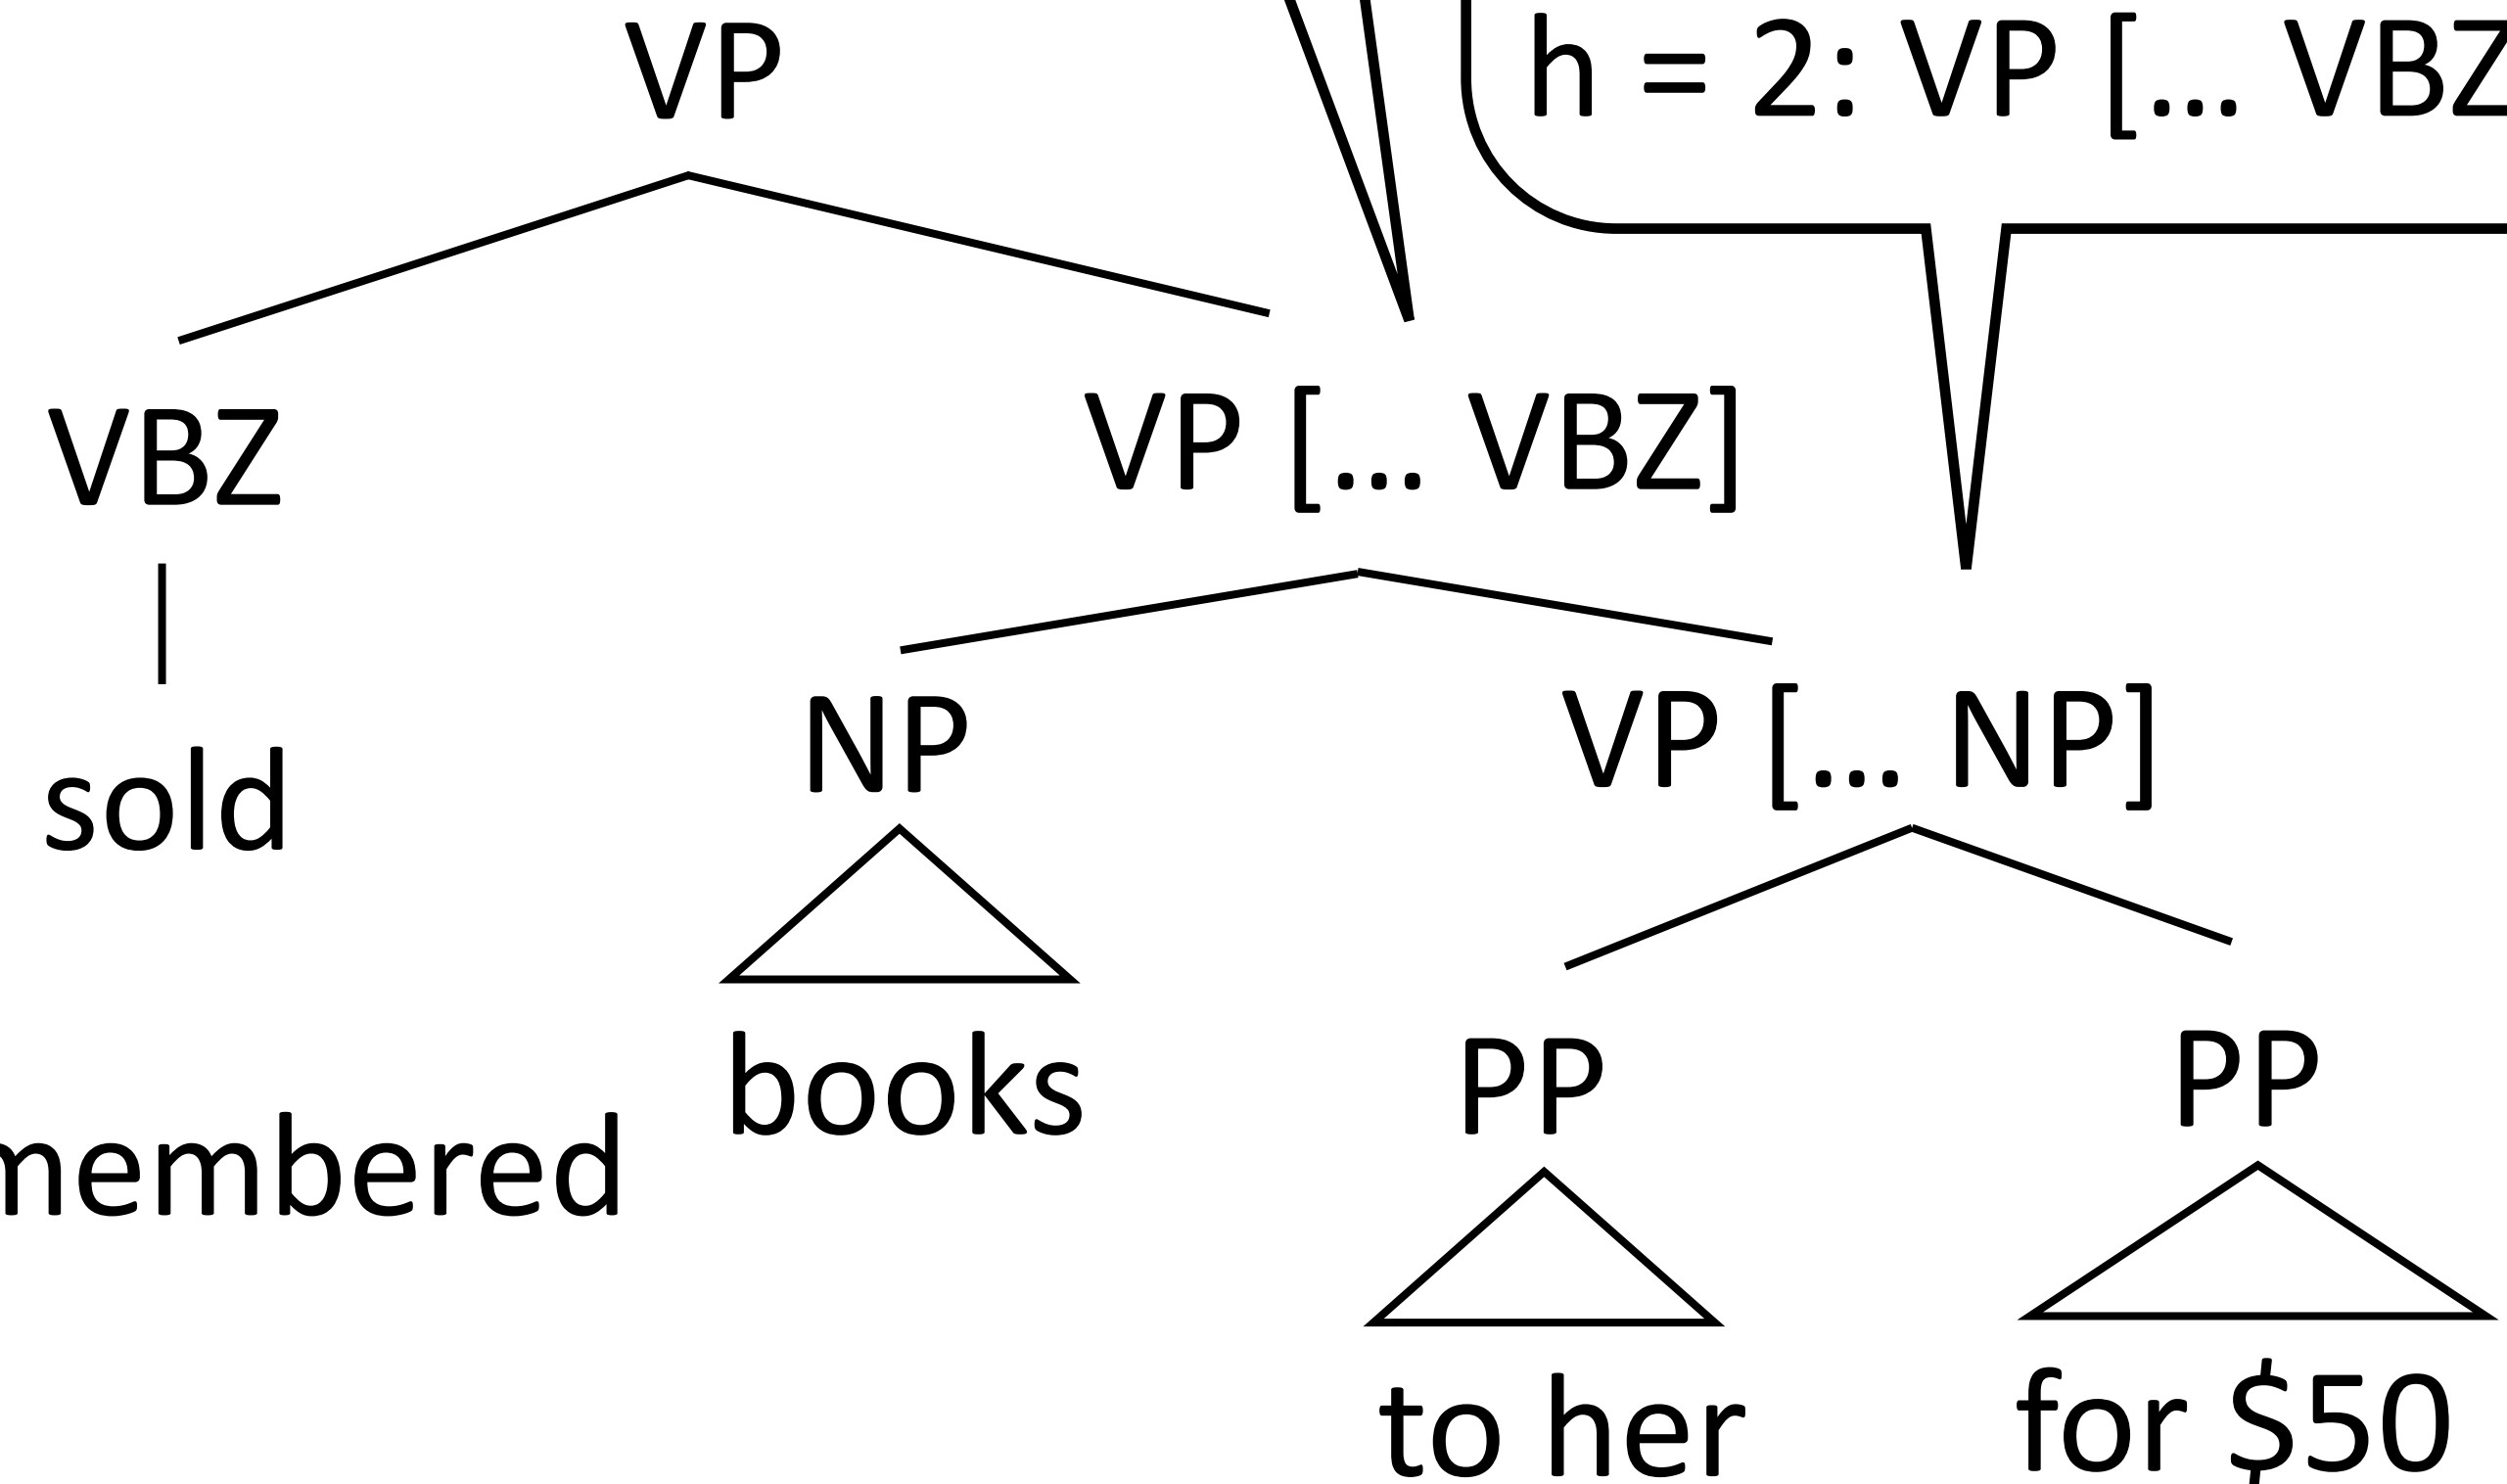 VP
h = 2: VP [... VBZ
VBZ
VP [... VBZ]
sold
NP
VP [... NP]
books
PP
PP
membered
to her
for $50